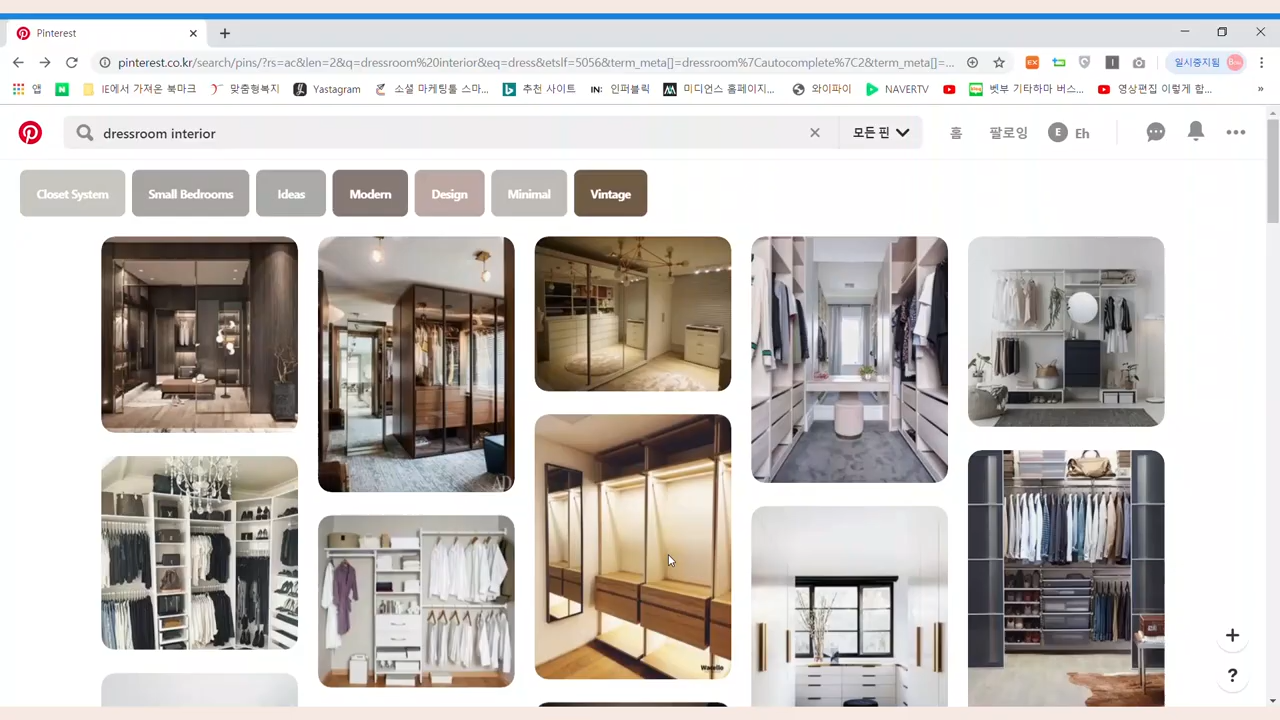 Pinterest
pinterest.co.kr/search/pins/?rs=ac&len=2&q=dressroom%20interior&eq=dress&etslf=5056&term_meta[]=dressroom%7Cautocomplete%7C2&term_meta[]=...
일시중지됨
앱
IE에서 가져온 북마크
맞춤형복
Yastagram
소셜 마케팅를 스마...
추천 사이트
IN: 인퍼블릭
미디언스 홈페이지...
와이파이
NAVERTV
벳부 기타하마 버스...
영상편집 이렇게 합...
»
dressroom interior
모든 핀
홈
팔로잉
E Eh
Closet System
Small Bedrooms
Ideas
Modern
Design
Minimal
Vintage
AD
Wanello
+
?